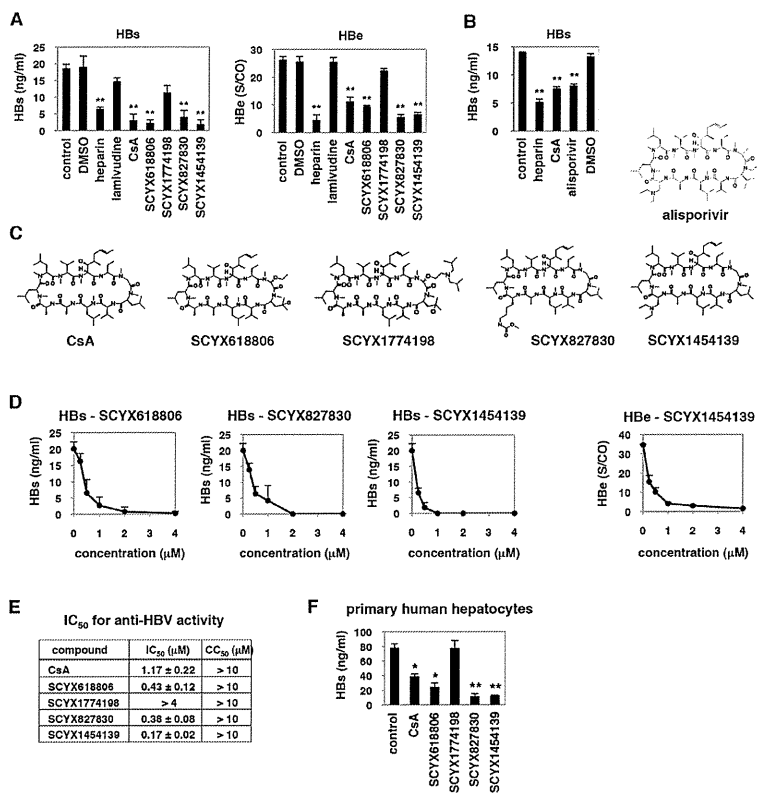 A
HBs
HBs (ng/ml)
25
20
15
10
5
0
**
**
**
**
**
control
DMSO
heparin
lamivudine
CsA
SCYX618806
SCYX1774198
SCYX827830
SCYX1454139
HBe
HBe (S/CO)
30
20
10
0
**
**
**
**
**
control
DMSO
heparin
lamivudine
CsA
SCYX618806
SCYX1774198
SCYX827830
SCYX1454139
B
HBs
HBs (ng/ml)
15
10
5
0
**
**
**
control
heparin
CsA
alisporivir
DMSO
alisporivir
C
CsA
SCYX618806
SCYX1774198
SCYX827830
SCYX1454139
D
HBs - SCYX618806
HBs (ng/ml)
25
20
15
10
5
0
0 1 2 3 4
concentration (µM)
HBs - SCYX827830
HBs (ng/ml)
25
20
15
10
5
0
0 1 2 3 4
concentration (µM)
HBs - SCYX1454139
HBs (ng/ml)
25
20
15
10
5
0
0 1 2 3 4
concentration (µM)
HBe - SCYX1454139
HBe (S/CO)
40
30
20
10
0
0 1 2 3 4
concentration (µM)
E
IC50 for anti-HBV activity
compound IC50 (µM) CC50 (µM)
CsA 1.17 ± 0.22 > 10
SCYX618806 0.43 ± 0.12 > 10
SCYX1774198 > 4 > 10
SCYX827830 0.38 ± 0.08 > 10
SCYX1454139 0.17 ± 0.02 > 10
F
primary human hepatocytes
HBs (ng/ml)
100
80
60
40
20
0
*
*
**
**
control
CsA
SCYX618806
SCYX1774198
SCYX827830
SCYX1454139